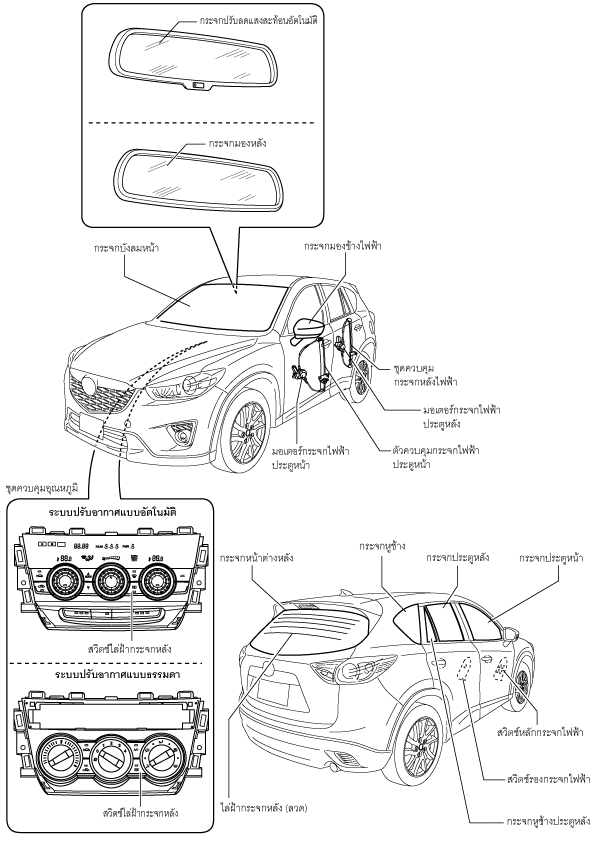 กระจกปรับลดแสงสะท้อนอัตโนมัติ
กระจกมองหลัง
กระจกบังลมหน้า
กระจกมองข้างไฟฟ้า
ชุดควบคุม
กระจกหลังไฟฟ้า
มอเตอร์กระจกไฟฟ้า
ประตูหลัง
มอเตอร์กระจกไฟฟ้า
ประตูหน้า
ตัวควบคุมกระจกไฟฟ้า
ประตูหน้า
ชุดควบคุมอุณหภูมิ
ระบบปรับอากาศแบบอัตโนมัติ
สวิตช์ไล่ฝ้ากระจกหลัง
ระบบปรับอากาศแบบธรรมดา
สวิตช์ไล่ฝ้ากระจกหลัง
กระจกหูช้าง
กระจกหน้าต่างหลัง
กระจกประตูหลัง
กระจกประตูหน้า
สวิตช์หลักกระจกไฟฟ้า
สวิตช์รองกระจกไฟฟ้า
ไล่ฝ้ากระจกหลัง (ลวด)
กระจกหูช้างประตูหลัง